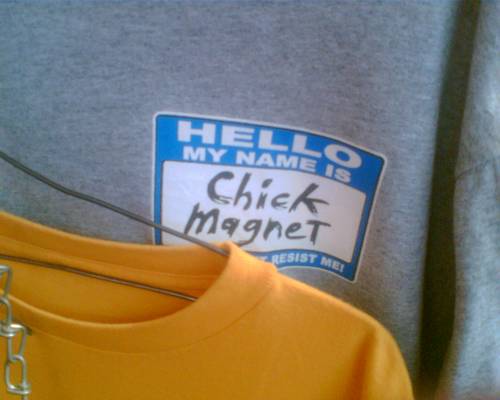 HELLO
MY NAME IS
Chick
Magnet
RESIST ME!